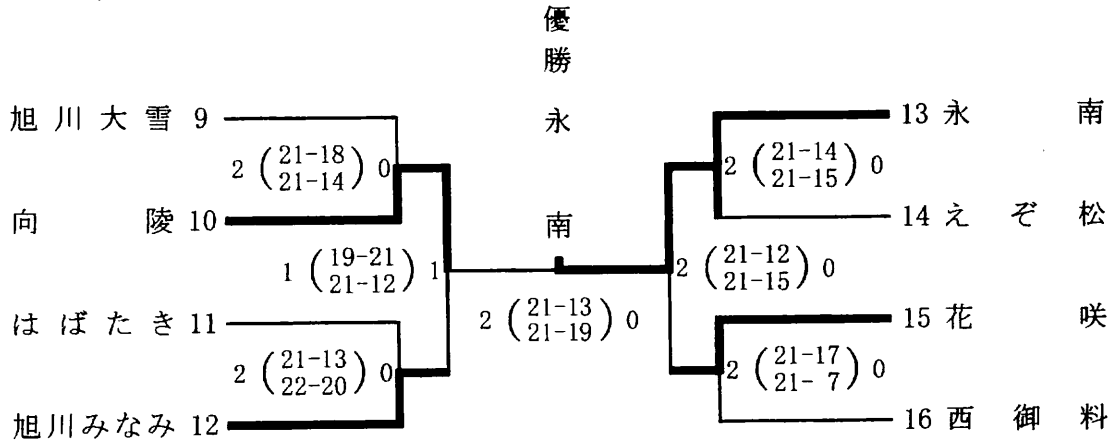 優勝 永南
旭川大雪 9
2 (21-18 21-14) 0
向陵 10
1 (19-21 21-12) 1
はばたき 11
2 (21-13 22-20) 0
旭川みなみ 12
2 (21-13 21-19) 0
13 永南
2 (21-14 21-15) 0
14 えぞ松
2 (21-12 21-15) 0
15 花咲
2 (21-17 21- 7) 0
16 西御料